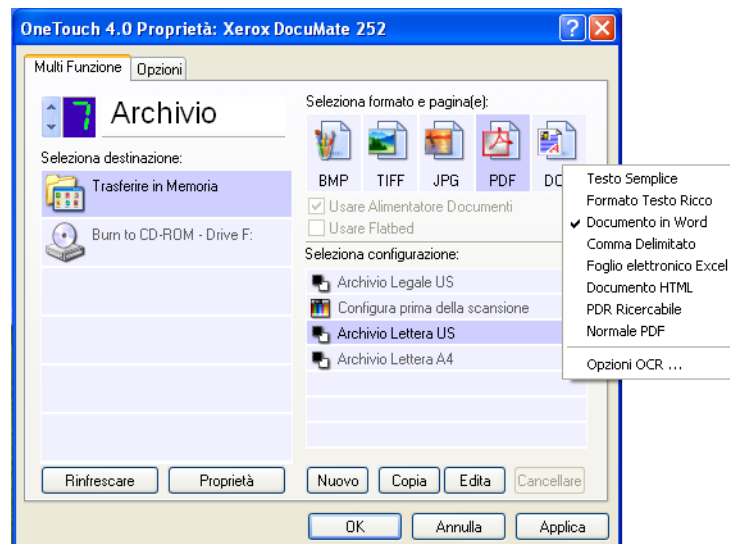 OneTouch 4.0 Proprietà: Xerox DocuMate 252
Multi Funzione
Opzioni
7
Archivio
Seleziona destinazione:
Trasferire in Memoria
Burn to CD-ROM - Drive F:
Rinfrescare
Proprietà
Seleziona formato e pagina(e):
BMP
TIFF
JPG
PDF
Usare Alimentatore Documenti
Usare Flatbed
Seleziona configurazione:
Archivio Legale US
Configura prima della scansione
Archivio Lettera US
Archivio Lettera A4
Nuovo
Copia
Edita
Cancellare
Testo Semplice
Formato Testo Ricco
Documento in Word
Comma Delimitato
Foglio elettronico Excel
Documento HTML
PDR Ricercabile
Normale PDF
Opzioni OCR ...
OK
Annulla
Applica